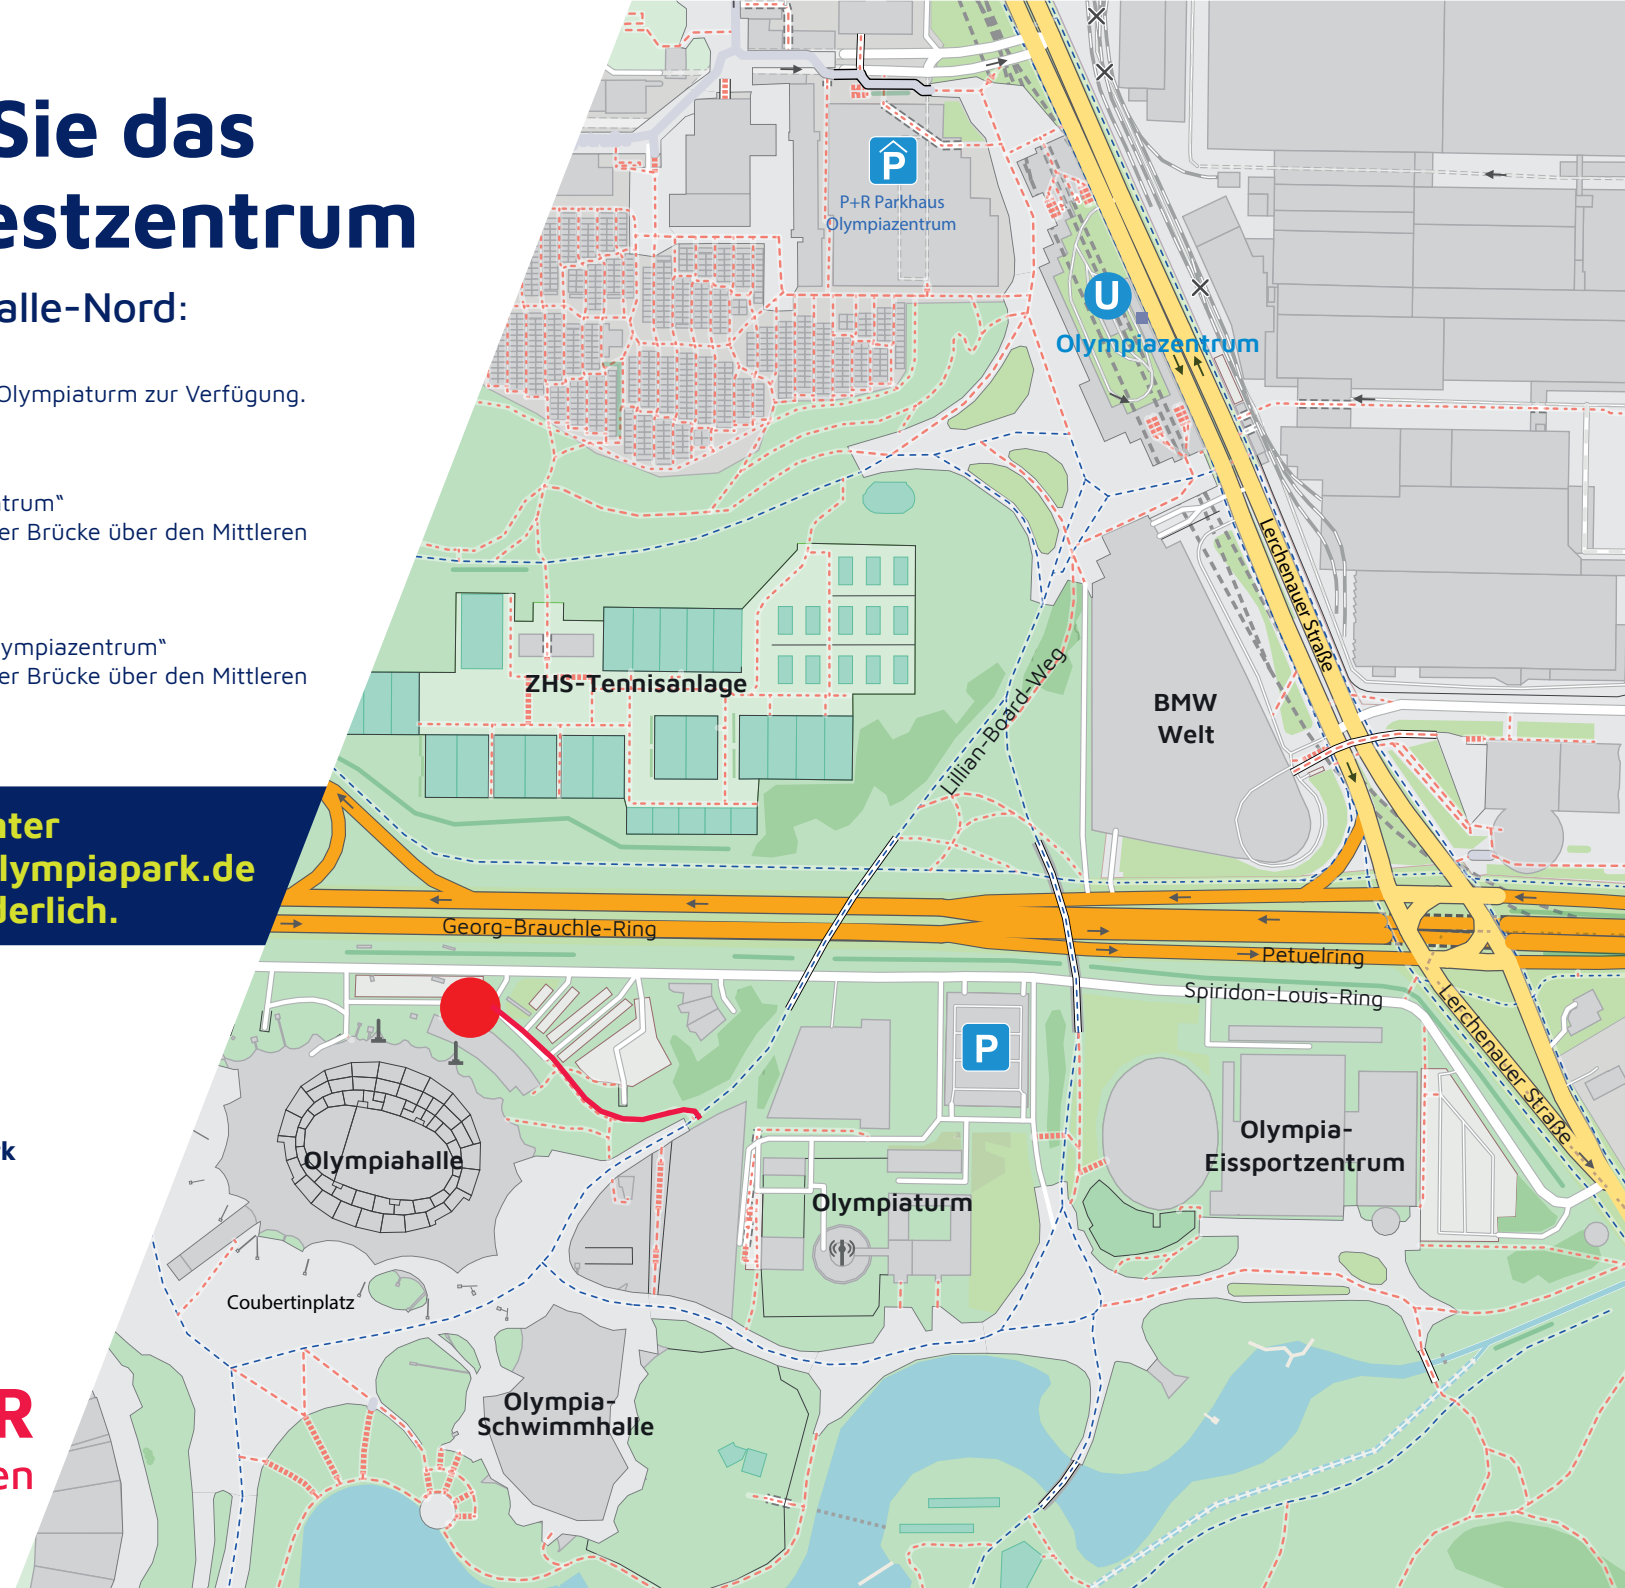 Sie das
estzentrum
alle-Nord:
Olympiaturm zur Verfügung.
trum“
er Brücke über den Mittleren
ympiazentrum“
er Brücke über den Mittleren
nter
lympiapark.de
derlich.
k
R
en
P
P+R Parkhaus
Olympiazentrum
U
Olympiazentrum
Lerchenauer Straße
ZHS-Tennisanlage
Lillian-Board-Weg
BMW
Welt
Georg-Brauchle-Ring
Petuelring
Spiridon-Louis-Ring
Lerchenauer Straße
P
Olympiahalle
Olympia-
Eissportzentrum
Olympiaturm
Coubertinplatz
Olympia-
Schwimmhalle